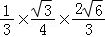 1/3 × √3/4 × 2√6/3